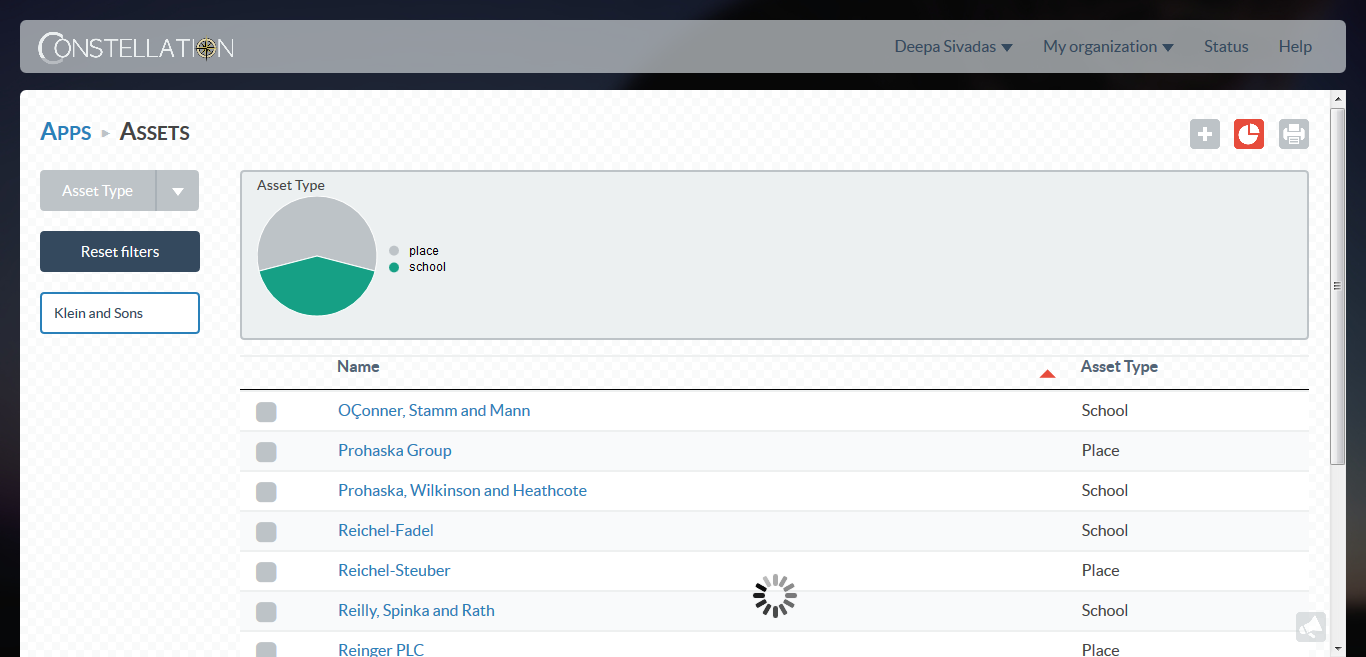 CONSTELLATION
Deepa Sivadas My organization Status Help
APPS ASSETS
Asset Type
Reset filters
Klein and Sons
Asset Type
place
school
Name Asset Type
OÇonner, Stamm and Mann School
Prohaska Group Place
Prohaska, Wilkinson and Heathcote School
Reichel-Fadel School
Reichel-Steuber Place
Reilly, Spinka and Rath School
Reinger PLC Place